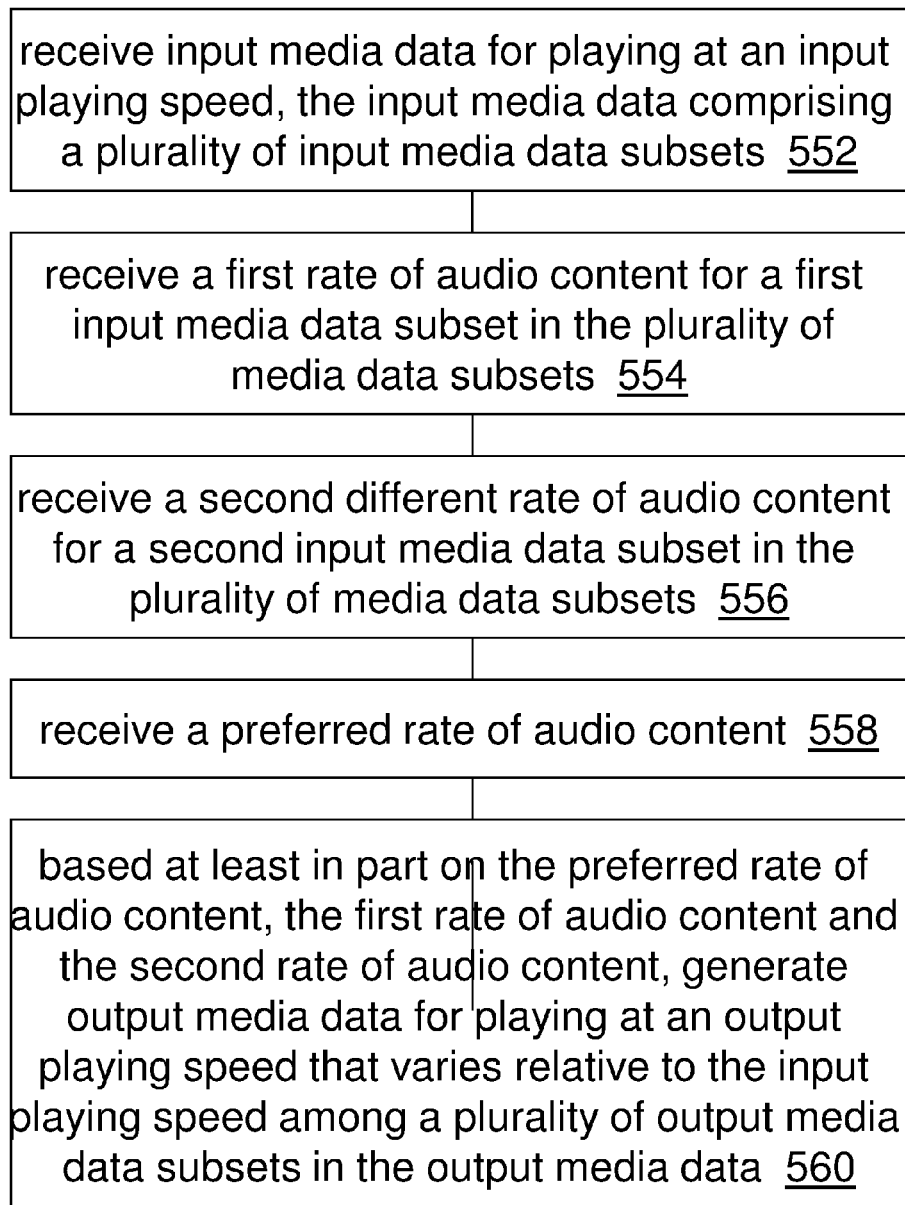 receive input media data for playing at an input
playing speed, the input media data comprising
a plurality of input media data subsets 552
receive a first rate of audio content for a first
input media data subset in the plurality of
media data subsets 554
receive a second different rate of audio content
for a second input media data subset in the
plurality of media data subsets 556
receive a preferred rate of audio content 558
based at least in part on the preferred rate of
audio content, the first rate of audio content and
the second rate of audio content, generate
output media data for playing at an output
playing speed that varies relative to the input
playing speed among a plurality of output media
data subsets in the output media data 560